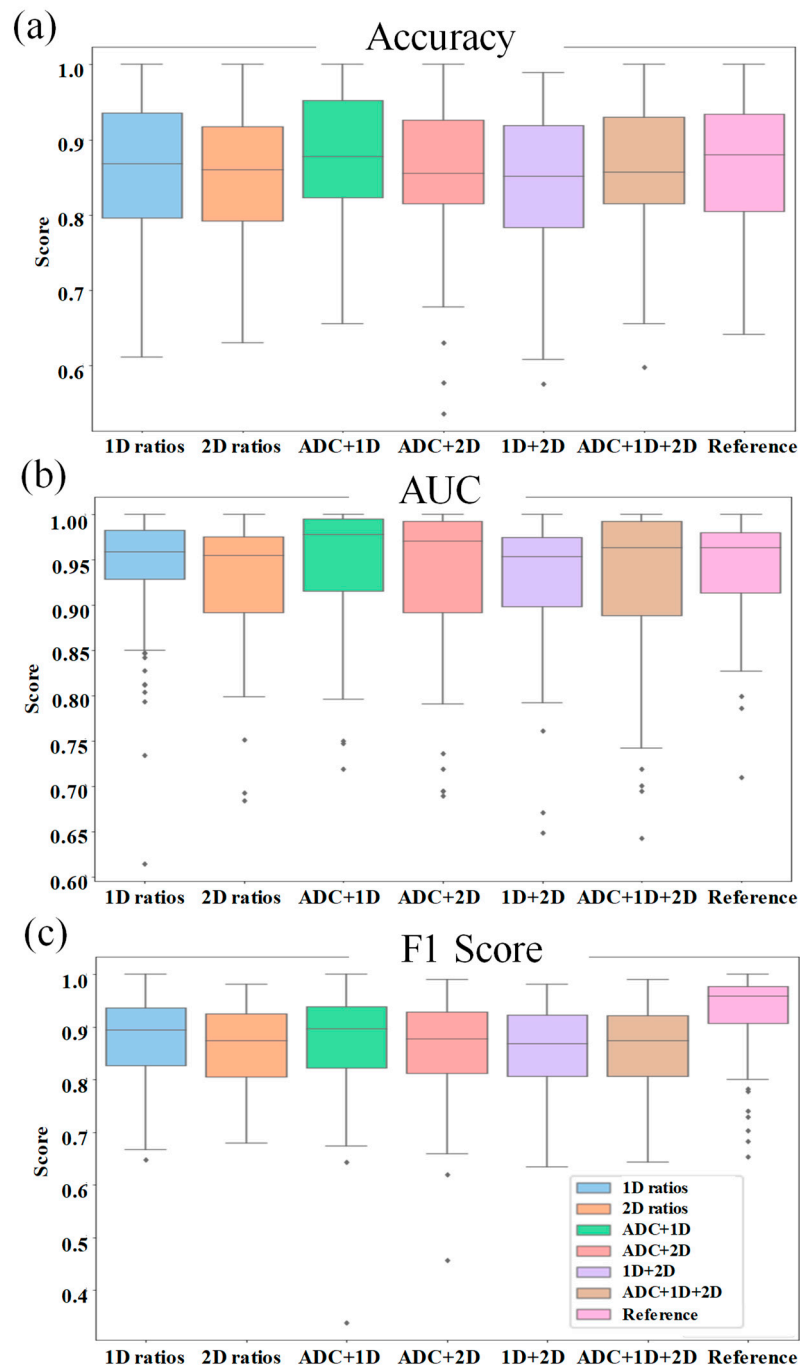 (a)
Accuracy
1.0
0.9
0.8
0.7
0.6
Score
1D ratios 2D ratios ADC+1D ADC+2D 1D+2D ADC+1D+2D Reference
(b)
AUC
1.00
0.95
0.90
0.85
0.80
0.75
0.70
0.65
0.60
Score
1D ratios 2D ratios ADC+1D ADC+2D 1D+2D ADC+1D+2D Reference
(c)
F1 Score
1.0
0.9
0.8
0.7
0.6
0.5
0.4
Score
1D ratios
2D ratios
ADC+1D
ADC+2D
1D+2D
ADC+1D+2D
Reference
1D ratios 2D ratios ADC+1D ADC+2D 1D+2D ADC+1D+2D Reference